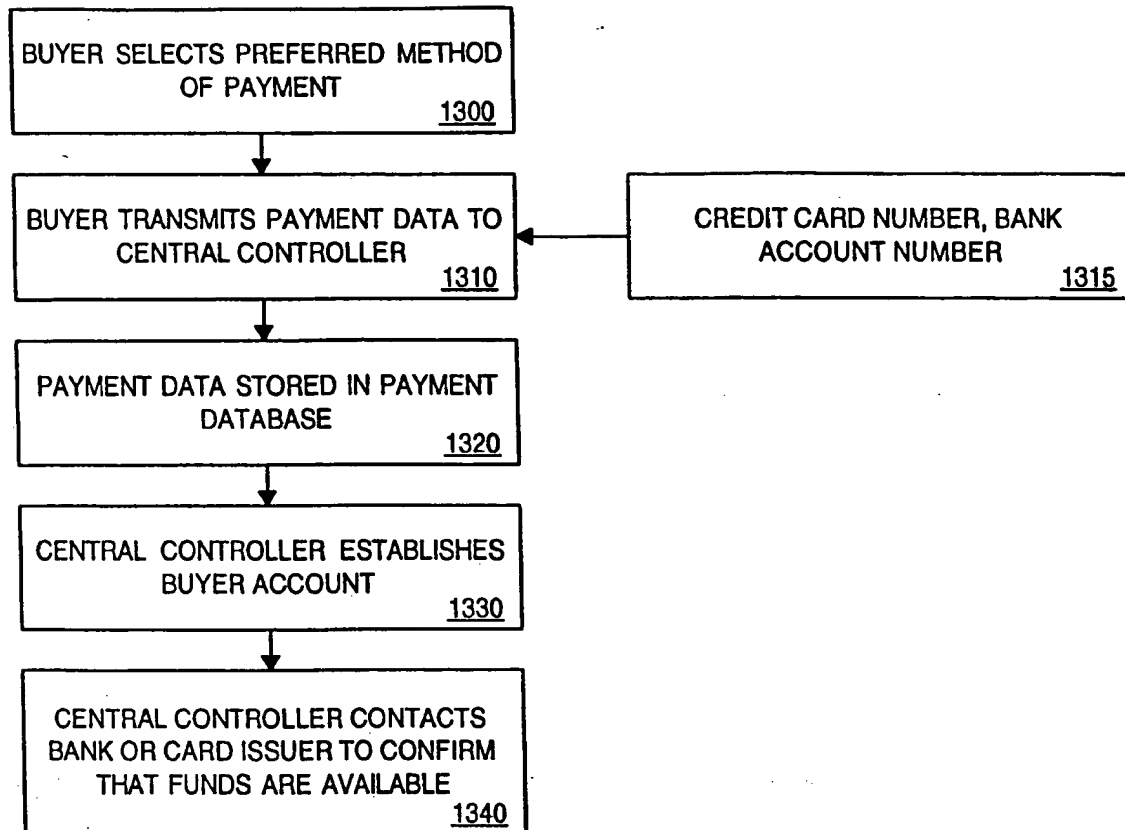 BUYER SELECTS PREFERRED METHOD
OF PAYMENT
1300
BUYER TRANSMITS PAYMENT DATA TO
CENTRAL CONTROLLER
1310
CREDIT CARD NUMBER, BANK
ACCOUNT NUMBER
1315
PAYMENT DATA STORED IN PAYMENT
DATABASE
1320
CENTRAL CONTROLLER ESTABLISHES
BUYER ACCOUNT
1330
CENTRAL CONTROLLER CONTACTS
BANK OR CARD ISSUER TO CONFIRM
THAT FUNDS ARE AVAILABLE
1340